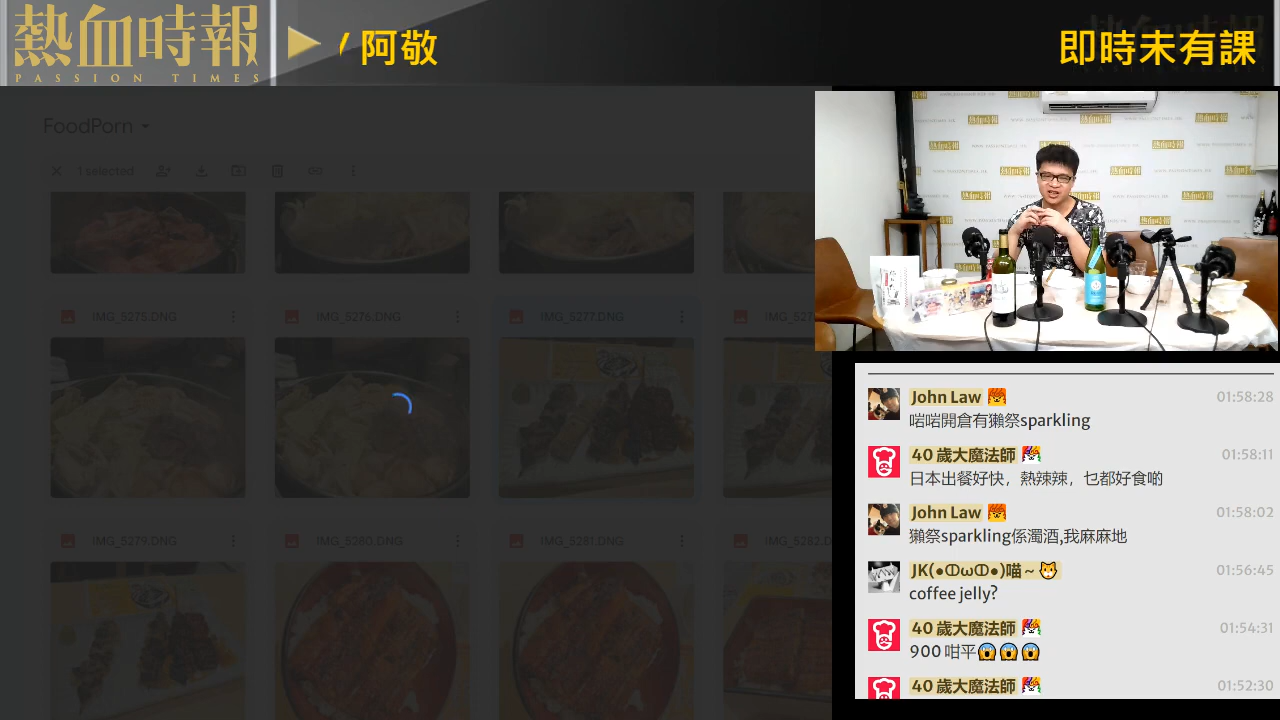 熱血時報
PASSION TIMES
/ 阿敬
即時未有課
FoodPorn
1 selected
IMG_5275.DNG
IMG_5276.DNG
IMG_5277.DNG
IMG_527
IMG_5279.DNG
IMG_5280.DNG
IMG_5281.DNG
IMG_5282.D
John Law
01:58:28
啱啱開倉有獺祭sparkling
40 歲大魔法師
01:58:11
日本出餐好快，熱辣辣，乜都好食啲
John Law
01:58:02
獺祭sparkling係濁酒,我麻麻地
JK(●ↀωↀ●)喵～🐱
01:56:45
coffee jelly?
40 歲大魔法師
01:54:31
900 咁平😱😱😱
40 歲大魔法師
01:52:30